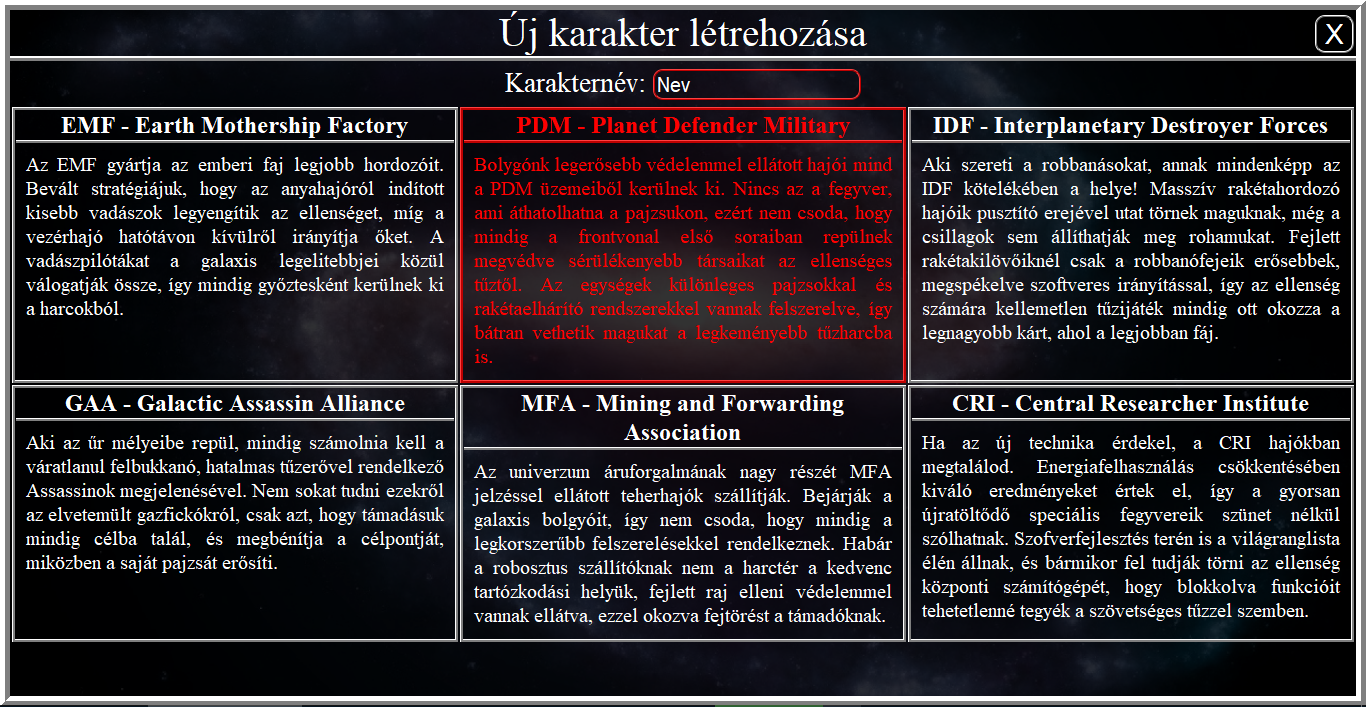 Új karakter létrehozása
X
Karakternév: Nev
EMF - Earth Mothership Factory
Az EMF gyártja az emberi faj legjobb hordozóit.
Bevált stratégiájuk, hogy az anyahajóról indított
kisebb vadászok legyengítik az ellenséget, míg a
vezérhajó hatótávon kívülről irányítja őket. A
vadászpilótákat a galaxis legelitebbjei közül
válogatják össze, így mindig győztesként kerülnek ki
a harcokból.
PDM - Planet Defender Military
Bolygónk legerősebb védelemmel ellátott hajói mind
a PDM üzemeiből kerülnek ki. Nincs az a fegyver,
ami áthatolhatna a pajzsukon, ezért nem csoda, hogy
mindig a frontvonal első soraiban repülnek
megvédve sérülékenyebb társaikat az ellenséges
tűztől. Az egységek különleges pajzsokkal és
rakétaelhárító rendszerekkel vannak felszerelve, így
bátran vethetik magukat a legkeményebb tűzharcba
is.
IDF - Interplanetary Destroyer Forces
Aki szereti a robbanásokat, annak mindenképp az
IDF kötelékében a helye! Masszív rakétahordozó
hajóik pusztító erejével utat törnek maguknak, még a
csillagok sem állíthatják meg rohamukat. Fejlett
rakétakilövőiknél csak a robbanófejeik erősebbek,
megspékelve szoftveres irányítással, így az ellenség
számára kellemetlen tűzijáték mindig ott okozza a
legnagyobb kárt, ahol a legjobban fáj.
GAA - Galactic Assassin Alliance
Aki az űr mélyeibe repül, mindig számolnia kell a
váratlanul felbukkanó, hatalmas tűzerővel rendelkező
Assassinok megjelenésével. Nem sokat tudni ezekről
az elvetemült gazfickókról, csak azt, hogy támadásuk
mindig célba talál, és megbénítja a célpontját,
miközben a saját pajzsát erősíti.
MFA - Mining and Forwarding
Association
Az univerzum áruforgalmának nagy részét MFA
jelzéssel ellátott teherhajók szállítják. Bejárják a
galaxis bolgyóit, így nem csoda, hogy mindig a
legkorszerűbb felszerelésekkel rendelkeznek. Habár
a robosztus szállítóknak nem a harctér a kedvenc
tartózkodási helyük, fejlett raj elleni védelemmel
vannak ellátva, ezzel okozva fejtörést a támadóknak.
CRI - Central Researcher Institute
Ha az új technika érdekel, a CRI hajókban
megtalálod. Energiafelhasználás csökkentésében
kiváló eredményeket értek el, így a gyorsan
újratöltődő speciális fegyvereik szünet nélkül
szólhatnak. Szofverfejlesztés terén is a világranglista
élén állnak, és bármikor fel tudják törni az ellenség
központi számítógépét, hogy blokkolva funkcióit
tehetetlenné tegyék a szövetséges tűzzel szemben.